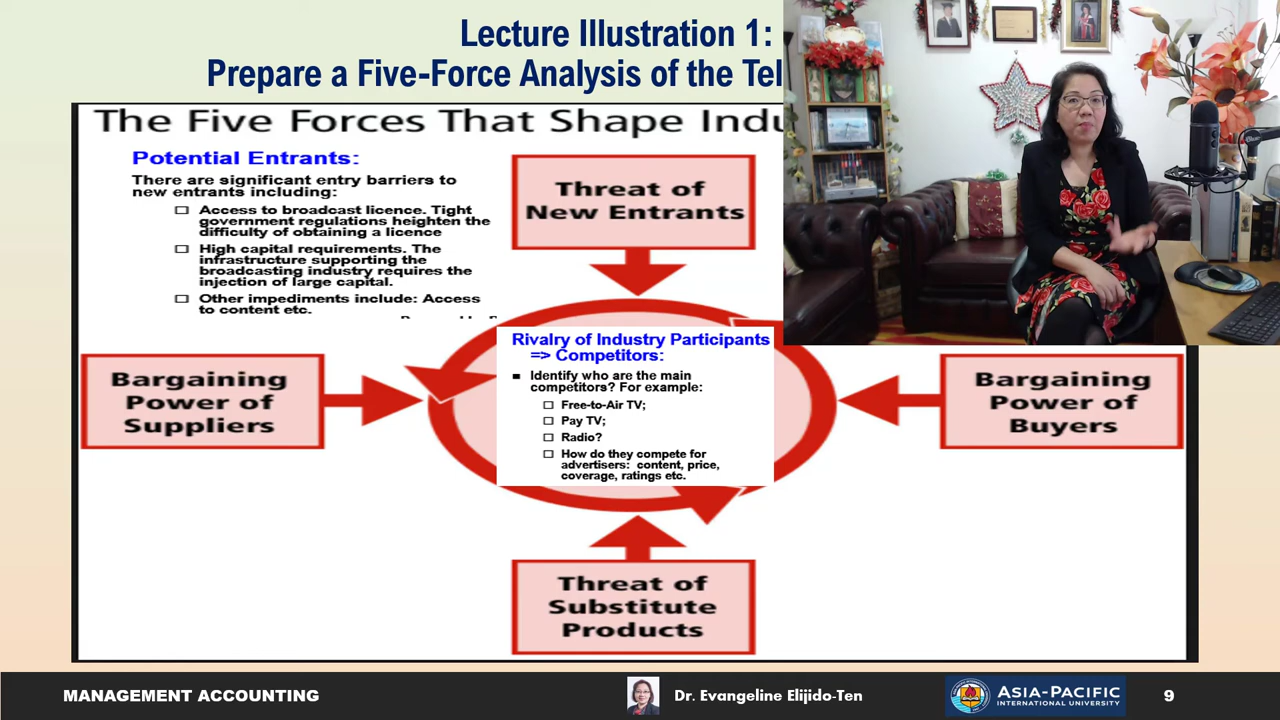 Lecture Illustration 1:
Prepare a Five-Force Analysis of the Tel
The Five Forces That Shape Indu
Potential Entrants:
There are significant entry barriers to
new entrants including:
Access to broadcast licence. Tight
government regulations heighten the
difficulty of obtaining a licence
High capital requirements. The
infrastructure supporting the
broadcasting industry requires the
injection of large capital.
Other impediments include: Access
to content etc.
Threat of
New Entrants
Rivalry of Industry Participants
=> Competitors:
Identify who are the main
competitors? For example:
Free-to-Air TV;
Pay TV;
Radio?
How do they compete for
advertisers: content, price,
coverage, ratings etc.
Bargaining
Power of
Suppliers
Bargaining
Power of
Buyers
Threat of
Substitute
Products
MANAGEMENT ACCOUNTING
Dr. Evangeline Elijido-Ten
ASIA-PACIFIC
INTERNATIONAL UNIVERSITY
9